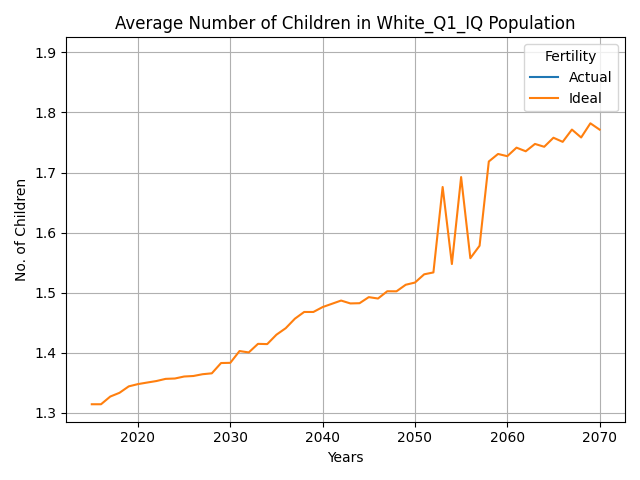 Average Number of Children in White_Q1_IQ Population
No. of Children
1.9
1.8
1.7
1.6
1.5
1.4
1.3
Fertility
Actual
Ideal
2020 2030 2040 2050 2060 2070
Years